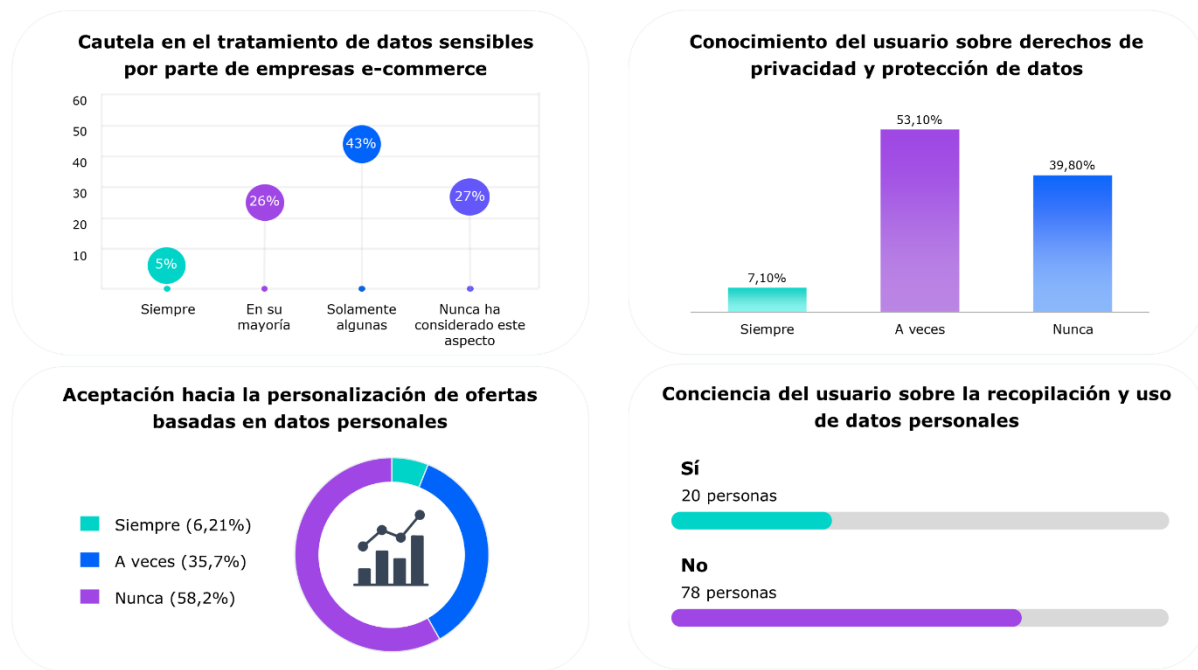 Cautela en el tratamiento de datos sensibles
por parte de empresas e-commerce
60
50
40
30
20
10
5%
26%
43%
27%
Siempre
En su
mayoría
Solamente
algunas
Nunca ha
considerado este
aspecto
Conocimiento del usuario sobre derechos de
privacidad y protección de datos
7,10%
53,10%
39,80%
Siempre
A veces
Nunca
Aceptación hacia la personalización de ofertas
basadas en datos personales
Siempre (6,21%)
A veces (35,7%)
Nunca (58,2%)
Conciencia del usuario sobre la recopilación y uso
de datos personales
Sí
20 personas
No
78 personas